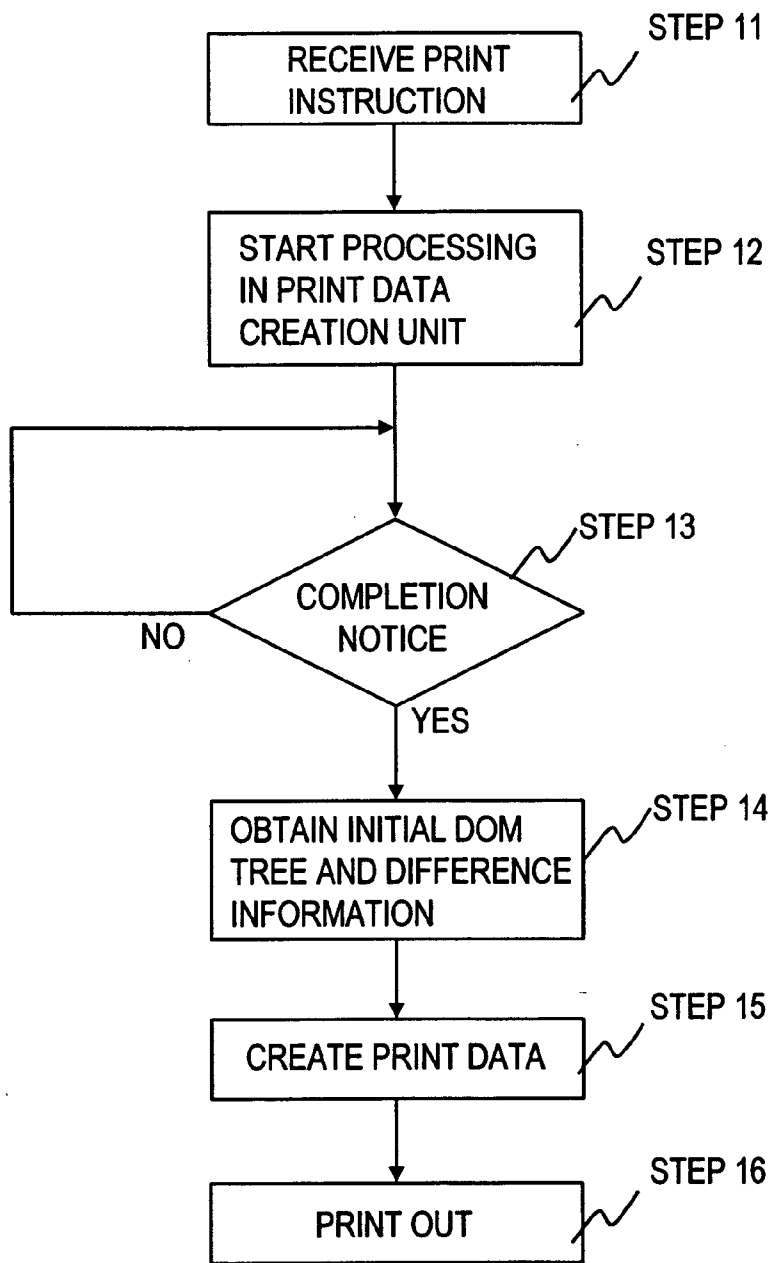 STEP 11
RECEIVE PRINT
INSTRUCTION
STEP 12
START PROCESSING
IN PRINT DATA
CREATION UNIT
STEP 13
COMPLETION
NOTICE
NO
YES
STEP 14
OBTAIN INITIAL DOM
TREE AND DIFFERENCE
INFORMATION
STEP 15
CREATE PRINT DATA
STEP 16
PRINT OUT